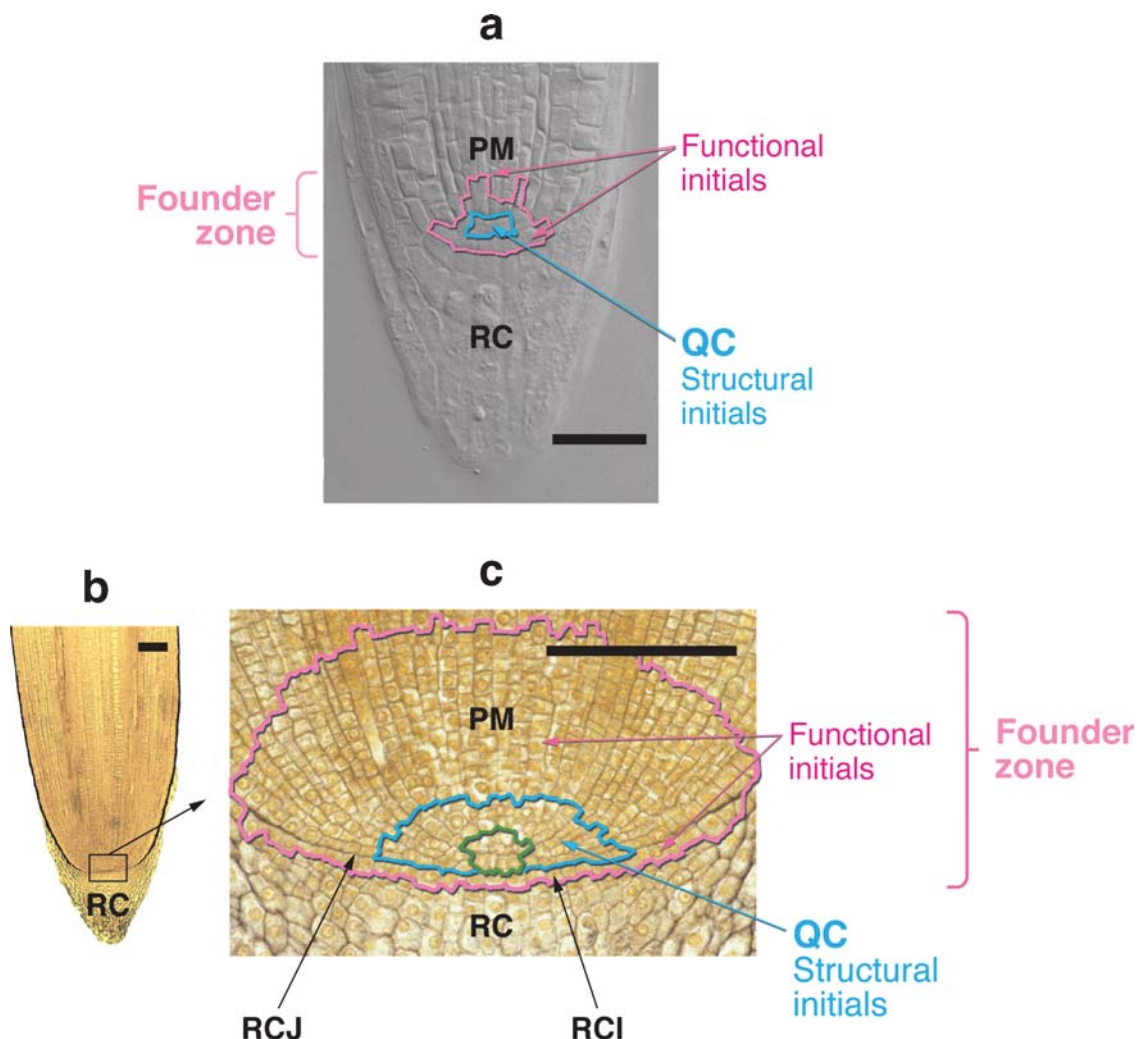 a
PM
Functional
initials
Founder
zone
RC
QC
Structural
initials
b
c
PM
Functional
initials
Founder
zone
RC
RC
QC
Structural
initials
RCJ
RCI